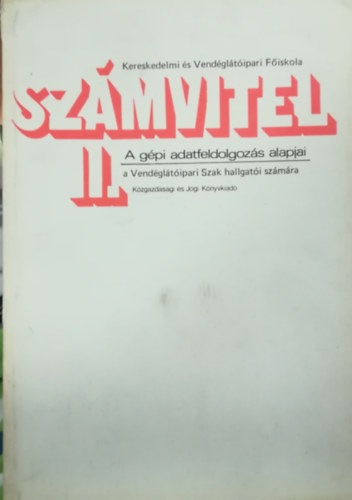 Kereskedelmi és Vendéglátóipari Főiskola
SZÁMVITEL
II.
A gépi adatfeldolgozás alapjai
a Vendéglátóipari Szak hallgatói számára
Közgazdasági és Jogi Könyvkiadó